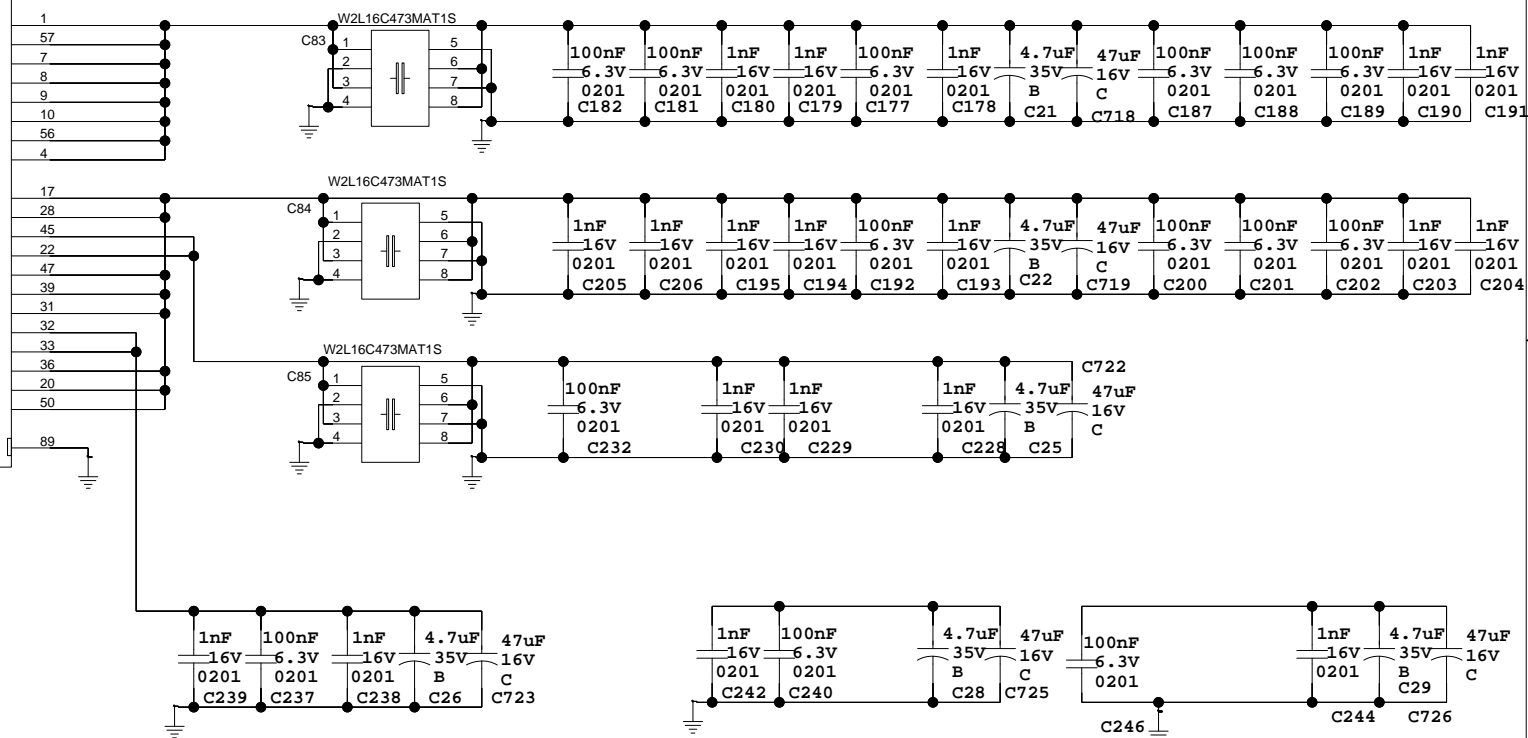 1
57
7
8
9
10
56
4
17
28
45
22
47
39
31
32
33
36
20
50
89
W2L16C473MAT1S
C83
1 5
2 6
3 7
4 8
100nF 100nF 1nF 1nF 100nF 1nF 4.7uF 47uF 100nF 100nF 100nF 1nF 1nF
6.3V 6.3V 16V 16V 6.3V 16V 35V 16V 6.3V 6.3V 6.3V 16V 16V
0201 0201 0201 0201 0201 0201 B C 0201 0201 0201 0201 0201
C182 C181 C180 C179 C177 C178 C21 C718 C187 C188 C189 C190 C191
W2L16C473MAT1S
C84
1 5
2 6
3 7
4 8
1nF 1nF 1nF 1nF 100nF 1nF 4.7uF 47uF 100nF 100nF 100nF 1nF 1nF
16V 16V 16V 16V 6.3V 16V 35V 16V 6.3V 6.3V 6.3V 16V 16V
0201 0201 0201 0201 0201 0201 B C 0201 0201 0201 0201 0201
C205 C206 C195 C194 C192 C193 C22 C719 C200 C201 C202 C203 C204
W2L16C473MAT1S
C85
1 5
2 6
3 7
4 8
C722
100nF 1nF 1nF 1nF 4.7uF 47uF
6.3V 16V 16V 16V 35V 16V
0201 0201 0201 0201 B C
C232 C230 C229 C228 C25
1nF 100nF 1nF 4.7uF 47uF
16V 6.3V 16V 35V 16V
0201 0201 0201 B C
C239 C237 C238 C26 C723
1nF 100nF 4.7uF 47uF
16V 6.3V 35V 16V
0201 0201 B C
C242 C240 C28 C725
100nF 1nF 4.7uF 47uF
6.3V 16V 35V 16V
0201 0201 B C
C29
C246 C244 C726